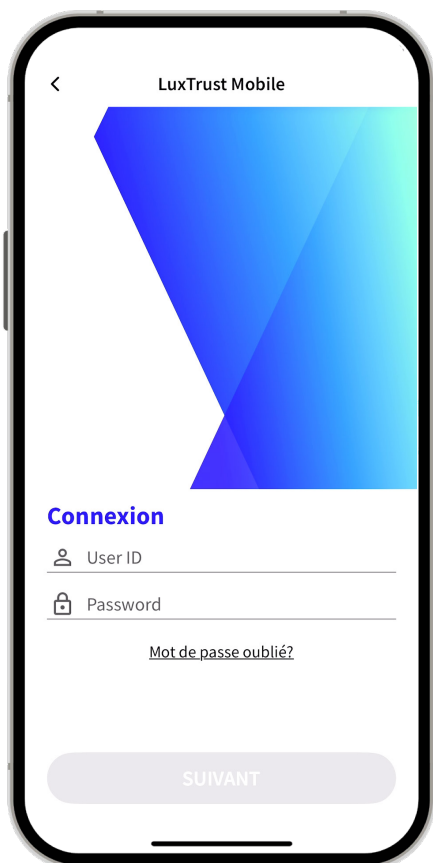 LuxTrust Mobile
Connexion
User ID
Password
Mot de passe oublié?
SUIVANT